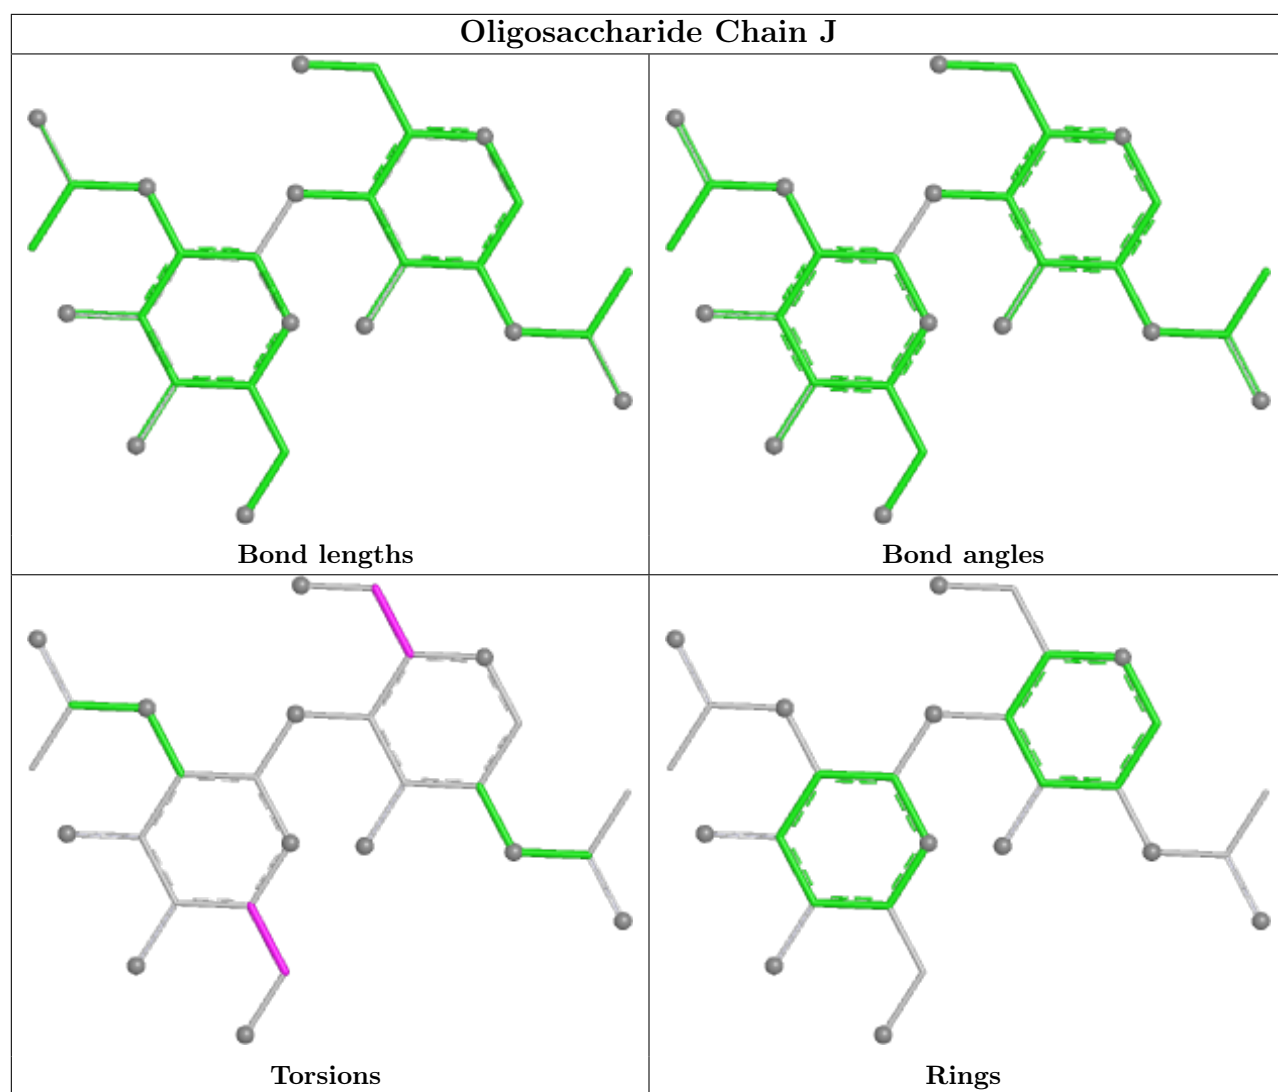 Oligosaccharide Chain J
Bond lengths
Bond angles
Torsions
Rings